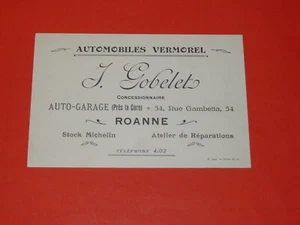 AUTOMOBILES VERMOREL
J. Gobelet
CONCESSIONNAIRE
AUTO-GARAGE (Près la Gare) 34, Rue Gambetta, 34
ROANNE
Stock Michelin Atelier de Réparations
TÉLÉPHONE 4.02